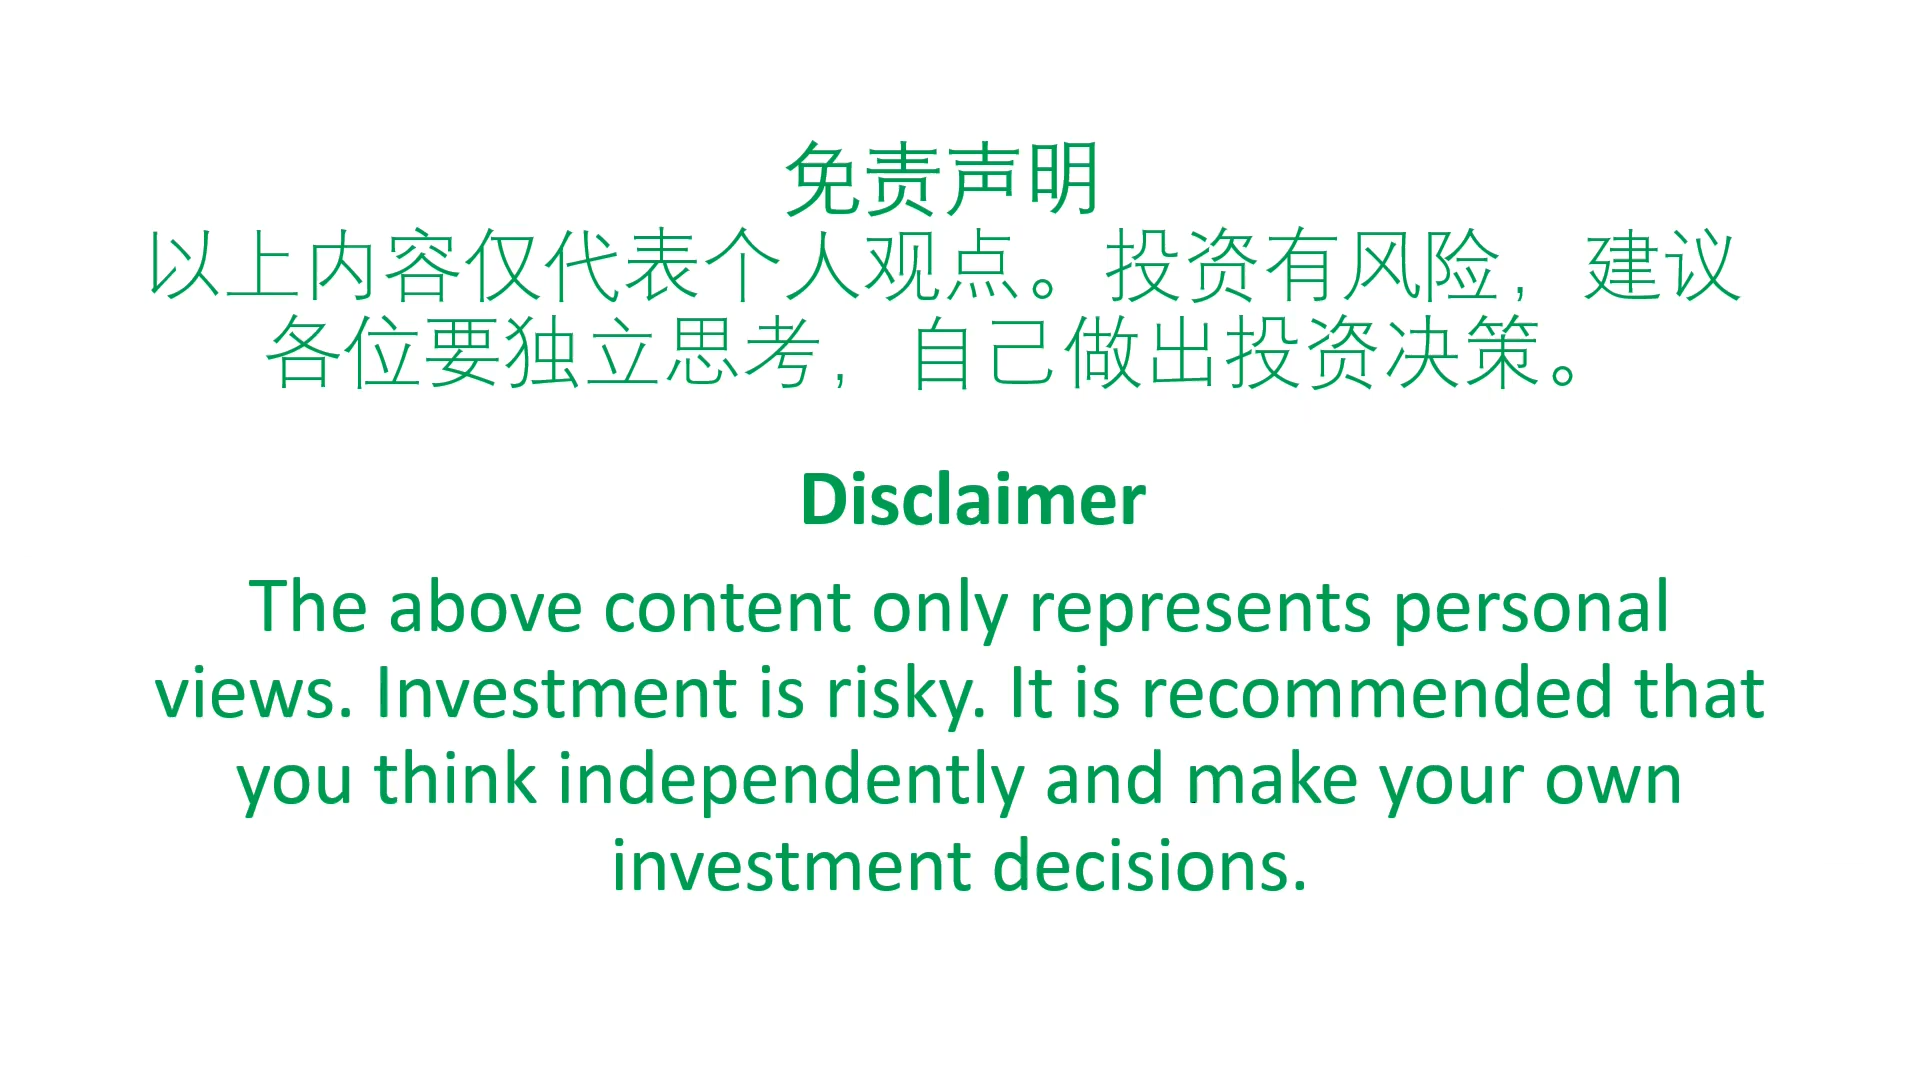 免责声明
以上内容仅代表个人观点。投资有风险，建议
各位要独立思考，自己做出投资决策。
Disclaimer
The above content only represents personal
views. Investment is risky. It is recommended that
you think independently and make your own
investment decisions.